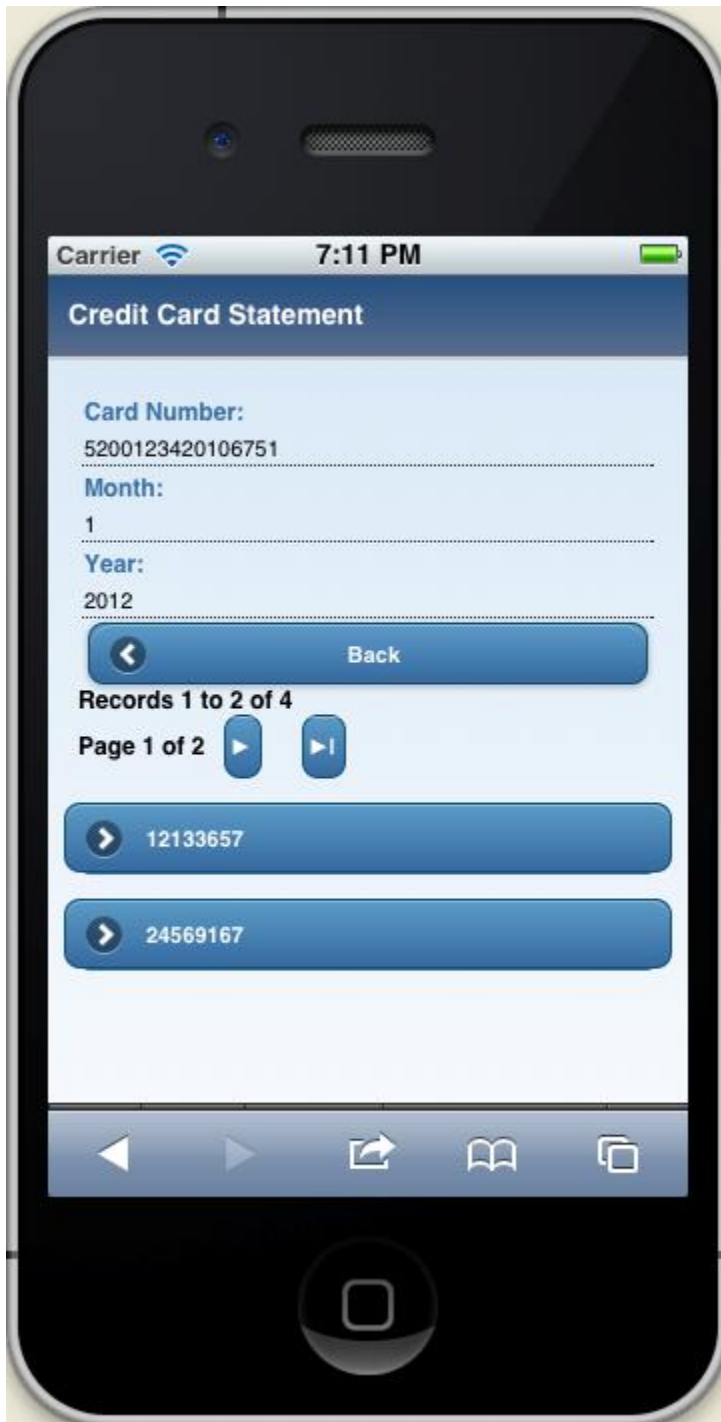 Carrier 7:11 PM
Credit Card Statement
Card Number:
5200123420106751
Month:
1
Year:
2012
Back
Records 1 to 2 of 4
Page 1 of 2
12133657
24569167